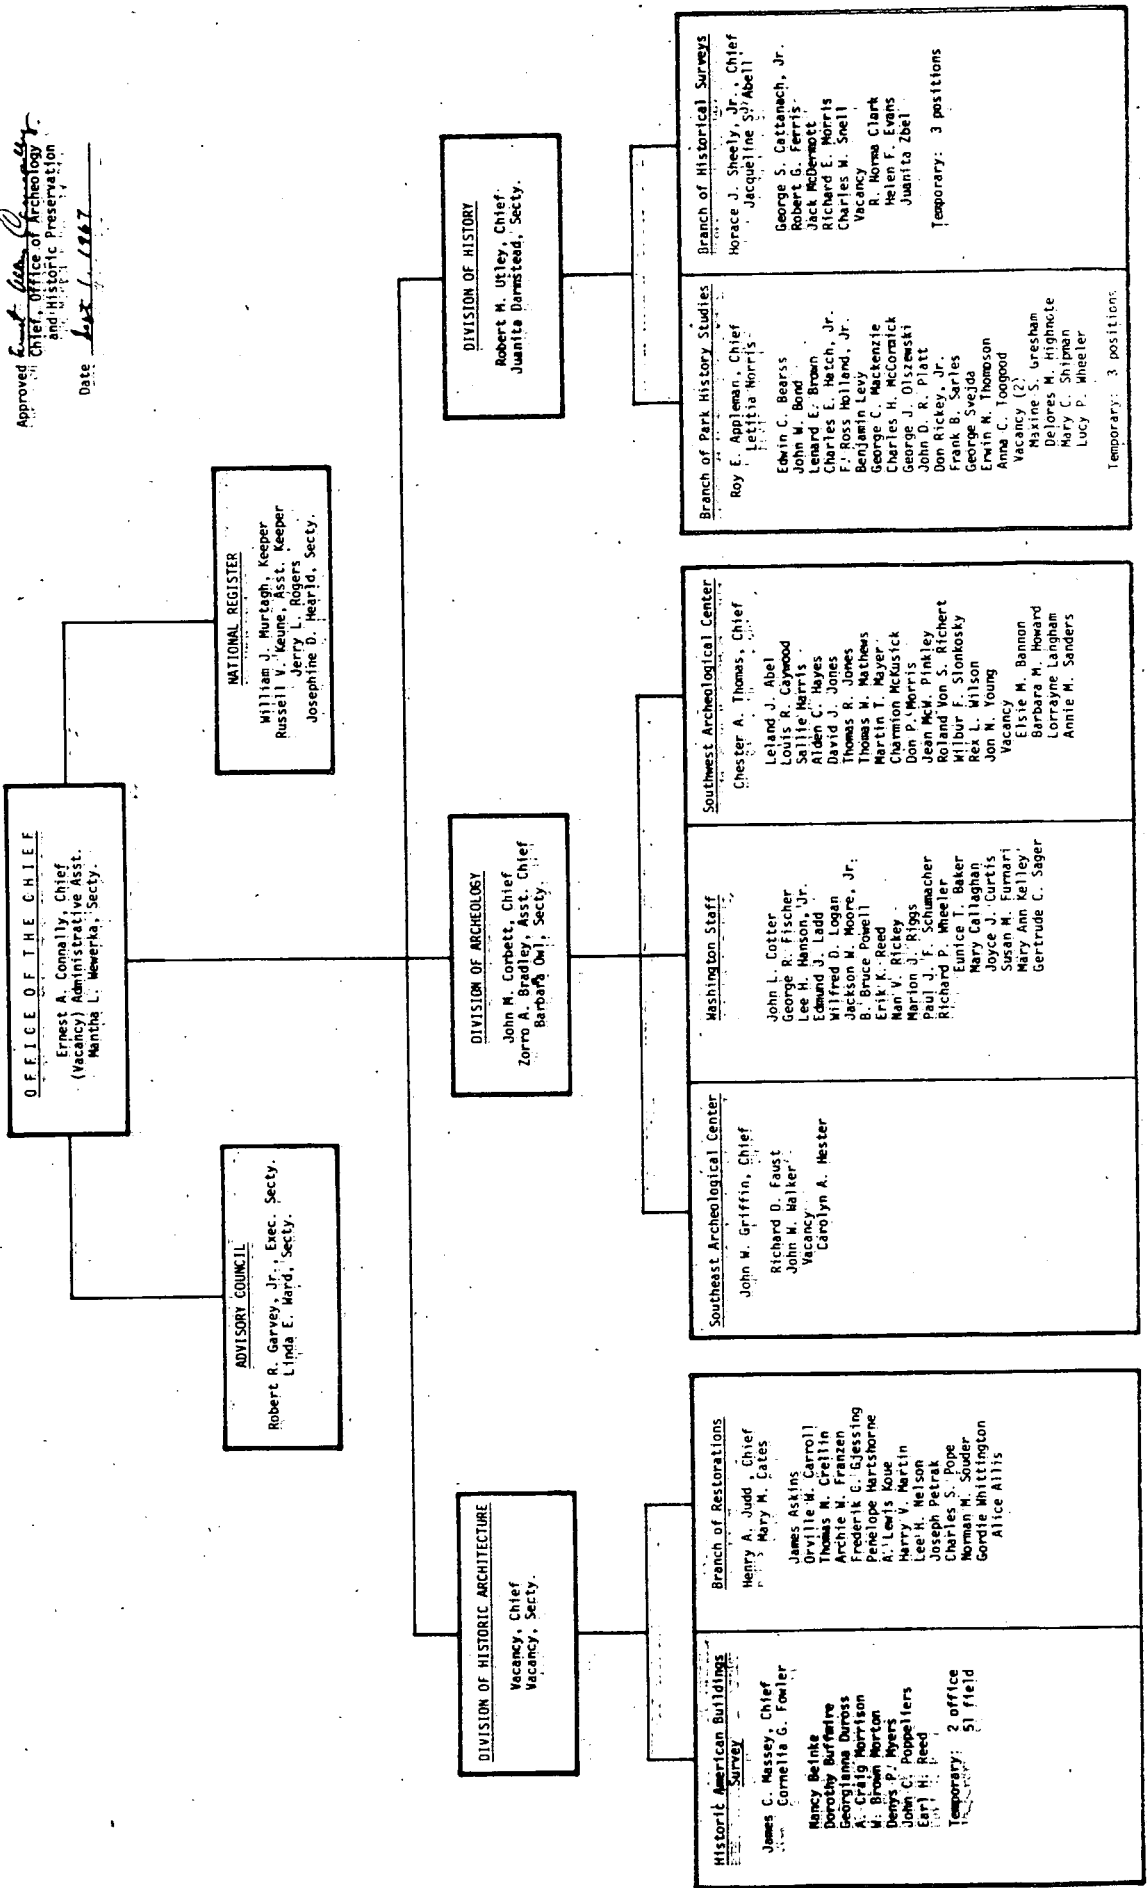 Approved
Chief, Office of Archeology
and Historic Preservation
Date Sept 1, 1967
OFFICE OF THE CHIEF
Ernest A. Connally, Chief
(Vacancy) Administrative Asst.
Mantha L. Wewerka, Secty.
ADVISORY COUNCIL
Robert R. Garvey, Jr., Exec. Secty.
Linda E. Ward, Secty.
NATIONAL REGISTER
William J. Murtagh, Keeper
Russell V. Keune, Asst. Keeper
Jerry L. Rogers
Josephine D. Hearld, Secty.
DIVISION OF HISTORIC ARCHITECTURE
Vacancy, Chief
Vacancy, Secty.
DIVISION OF ARCHEOLOGY
John M. Corbett, Chief
Zorro A. Bradley, Asst. Chief
Barbara Owl, Secty.
DIVISION OF HISTORY
Robert M. Utley, Chief
Juanita Darmstead, Secty.
Historic American Buildings
Survey
James C. Massey, Chief
Cornelia G. Fowler
Nancy Beinke
Dorothy Buffmire
Georgianna Duross
A. Craig Morrison
W. Brown Morton
Denys P. Myers
John C. Poppeliers
Earl H. Reed
Temporary: 2 office
51 field
Branch of Restorations
Henry A. Judd, Chief
Mary M. Cates
James Askins
Orville W. Carroll
Thomas N. Crellin
Archie W. Franzen
Frederik C. Gjessing
Penelope Hartshorne
A. Lewis Koue
Harry V. Martin
Lee H. Nelson
Joseph Petrak
Charles S. Pope
Norman M. Souder
Gordie Whittington
Alice Allis
Southeast Archeological Center
John W. Griffin, Chief
Richard D. Faust
John W. Walker
Vacancy
Carolyn A. Hester
Washington Staff
John L. Cotter
George R. Fischer
Lee H. Hanson, Jr.
Edmund J. Ladd
Wilfred D. Logan
Jackson W. Moore, Jr.
B. Bruce Powell
Erik K. Reed
Nan V. Rickey
Marion J. Riggs
Paul J. F. Schumacher
Richard P. Wheeler
Eunice T. Baker
Mary Callaghan
Joyce J. Curtis
Susan M. Furnari
Mary Ann Kelley
Gertrude C. Sager
Southwest Archeological Center
Chester A. Thomas, Chief
Leland J. Abel
Louis R. Caywood
Sallie Harris
Alden C. Hayes
David J. Jones
Thomas R. Jones
Thomas W. Mathews
Martin T. Mayer
Charmion McKusick
Don P. Morris
Jean McW. Pinkley
Roland Von S. Richert
Wilbur F. Slonkosky
Rex L. Wilson
Jon N. Young
Vacancy
Elsie M. Bannon
Barbara M. Howard
Lorrayne Langham
Annie M. Sanders
Branch of Park History Studies
Roy E. Appleman, Chief
Letitia Norris
Edwin C. Bearss
John W. Bond
Lenard E. Brown
Charles E. Hatch, Jr.
F. Ross Holland, Jr.
Benjamin Levy
George C. Mackenzie
Charles H. McCormick
George J. Olszewski
John D. R. Platt
Don Rickey, Jr.
Frank B. Sarles
George Svejda
Erwin N. Thompson
Anna C. Toogood
Vacancy (2)
Maxine S. Gresham
Delores M. Highnote
Mary C. Shipman
Lucy P. Wheeler
Temporary: 3 positions
Branch of Historical Surveys
Horace J. Sheely, Jr., Chief
Jacqueline S. Abell
George S. Cattanach, Jr.
Robert G. Ferris
Jack McDermott
Richard E. Morris
Charles W. Snell
Vacancy
R. Norma Clark
Helen F. Evans
Juanita Zbel
Temporary: 3 positions